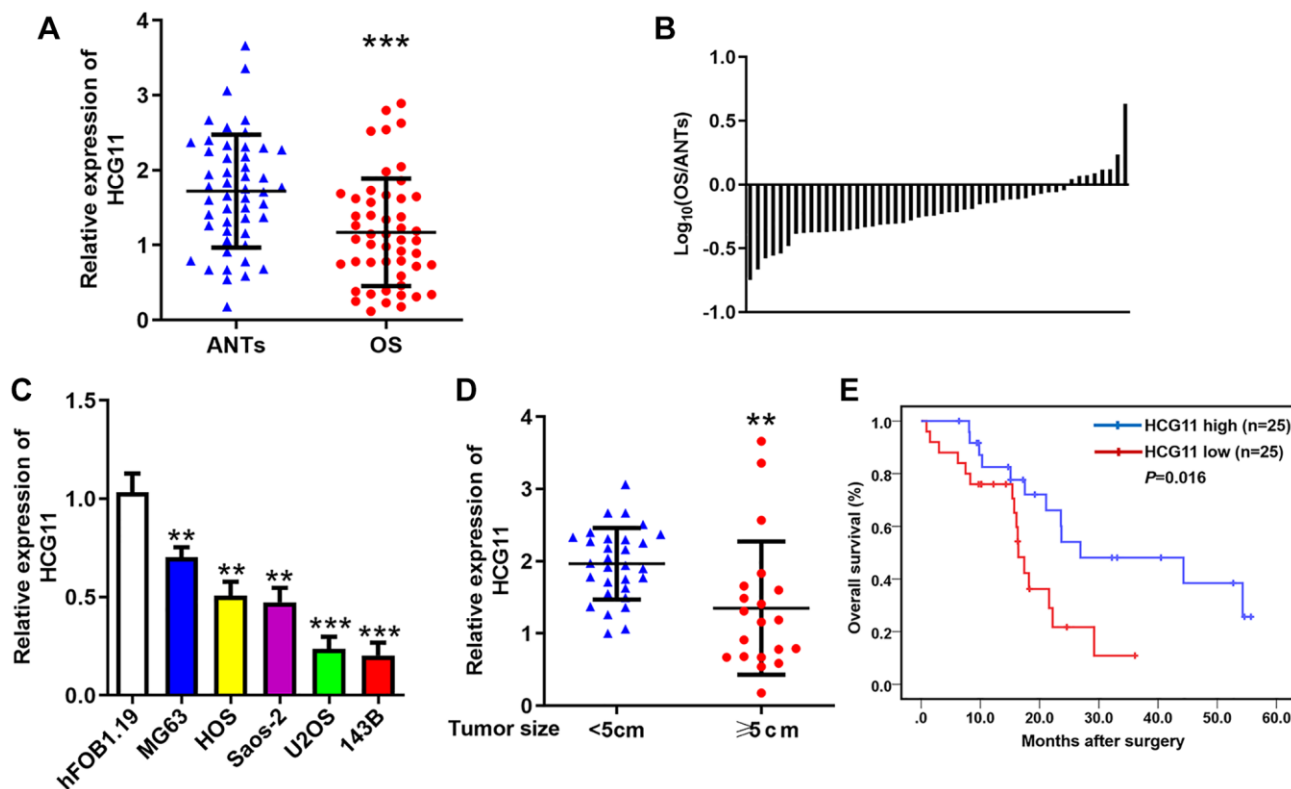 A
Relative expression of
HCG11
4
3
2
1
0
***
ANTs
OS
B
Log10(OS/ANTs)
1.0
0.5
0.0
-0.5
-1.0
C
Relative expression of
HCG11
1.5
1.0
0.5
0.0
**
**
**
***
***
hFOB1.19
MG63
HOS
Saos-2
U2OS
143B
D
Relative expression of
HCG11
4
3
2
1
0
**
Tumor size
<5cm
≥5cm
E
Overall survival (%)
1.0
0.8
0.6
0.4
0.2
0.0
HCG11 high (n=25)
HCG11 low (n=25)
P=0.016
.0
10.0
20.0
30.0
40.0
50.0
60.0
Months after surgery